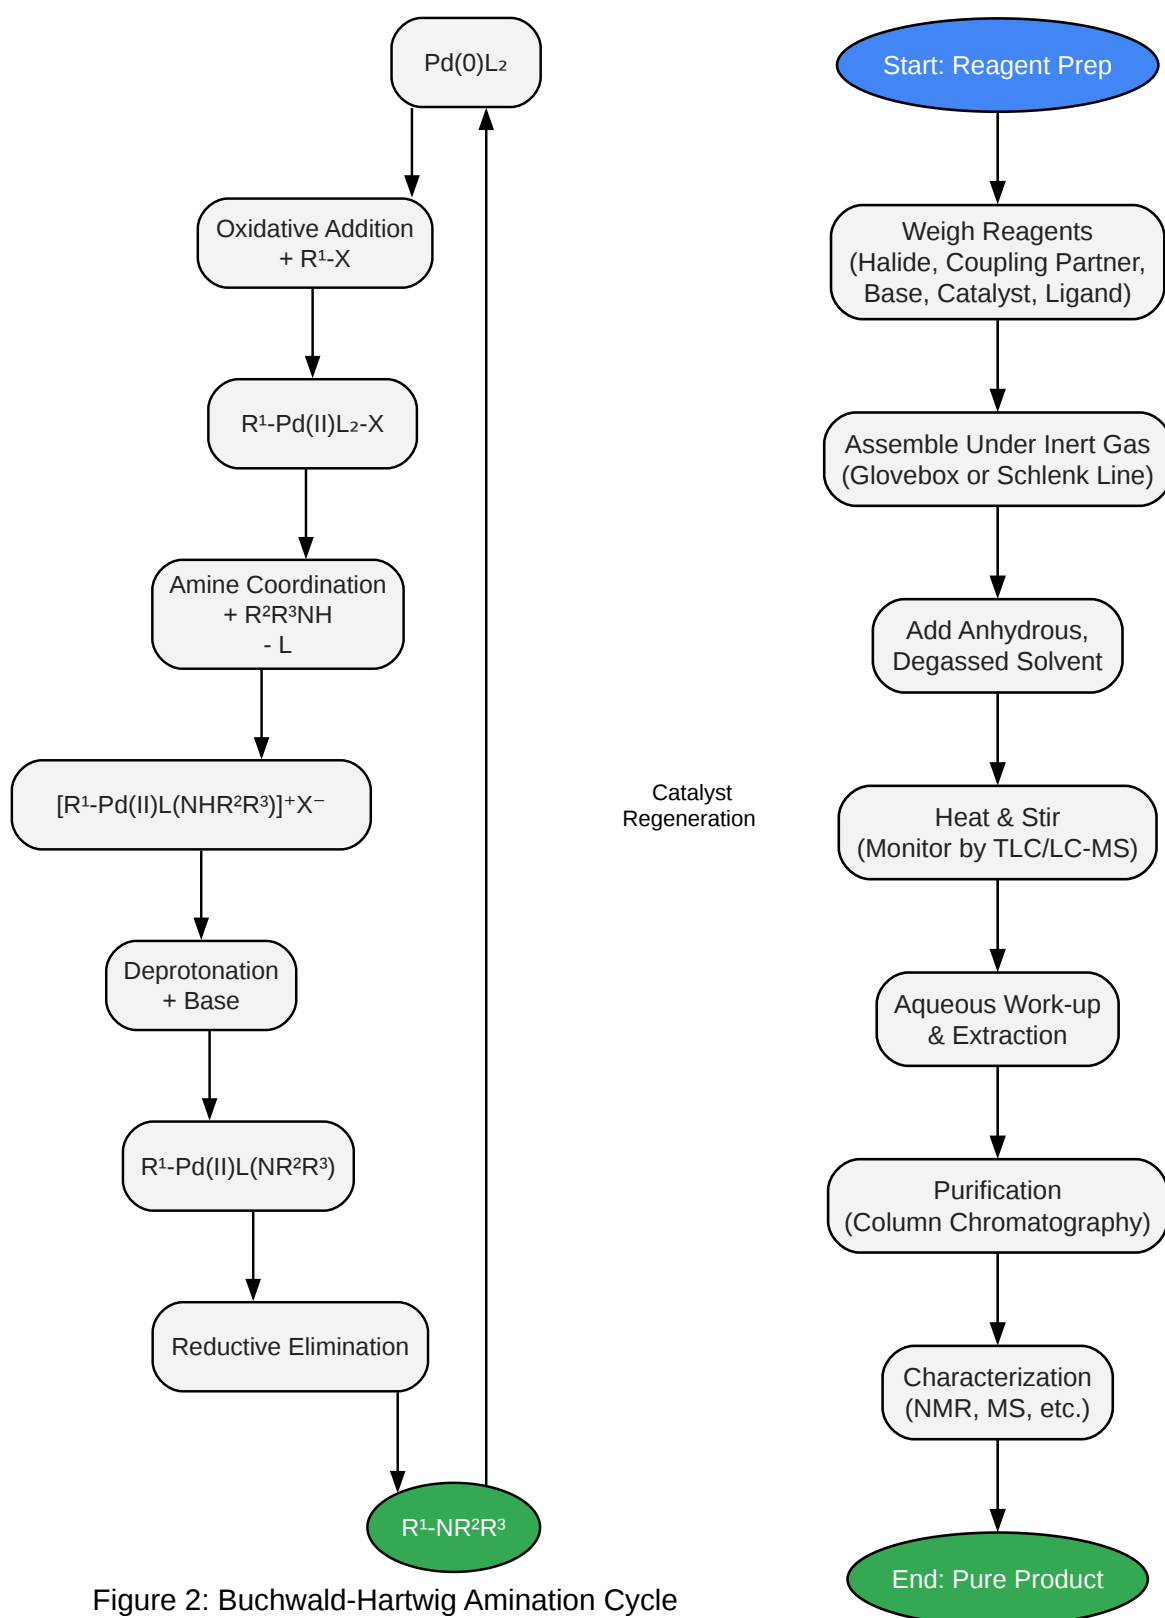 Pd(0)L₂
Oxidative Addition
+ R¹-X
R¹-Pd(II)L₂-X
Amine Coordination
+ R²R³NH
- L
[R¹-Pd(II)L(NHR²R³)]⁺X⁻
Deprotonation
+ Base
R¹-Pd(II)L(NR²R³)
Reductive Elimination
R¹-NR²R³
Catalyst
Regeneration
Figure 2: Buchwald-Hartwig Amination Cycle
Start: Reagent Prep
Weigh Reagents
(Halide, Coupling Partner,
Base, Catalyst, Ligand)
Assemble Under Inert Gas
(Glovebox or Schlenk Line)
Add Anhydrous,
Degassed Solvent
Heat & Stir
(Monitor by TLC/LC-MS)
Aqueous Work-up
& Extraction
Purification
(Column Chromatography)
Characterization
(NMR, MS, etc.)
End: Pure Product